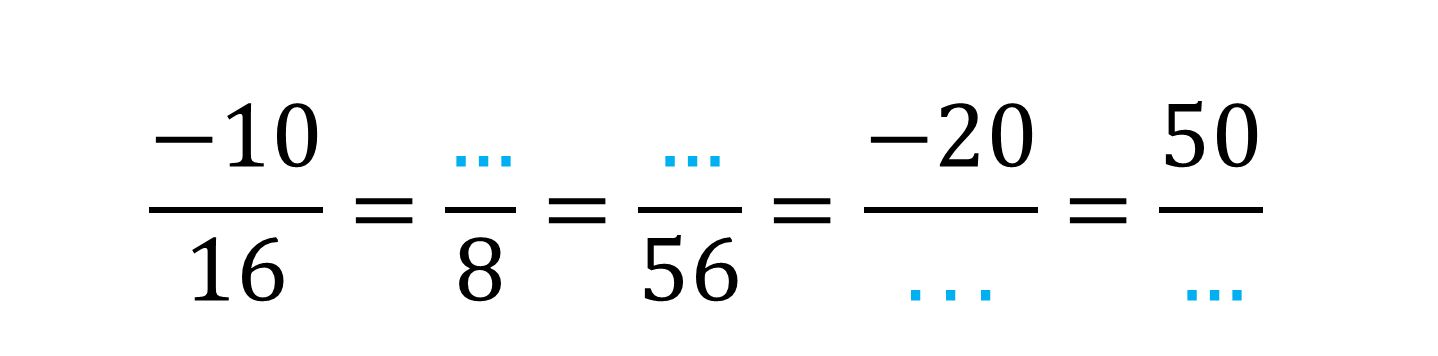 −10/16 = .../8 = .../56 = −20/... = 50/...